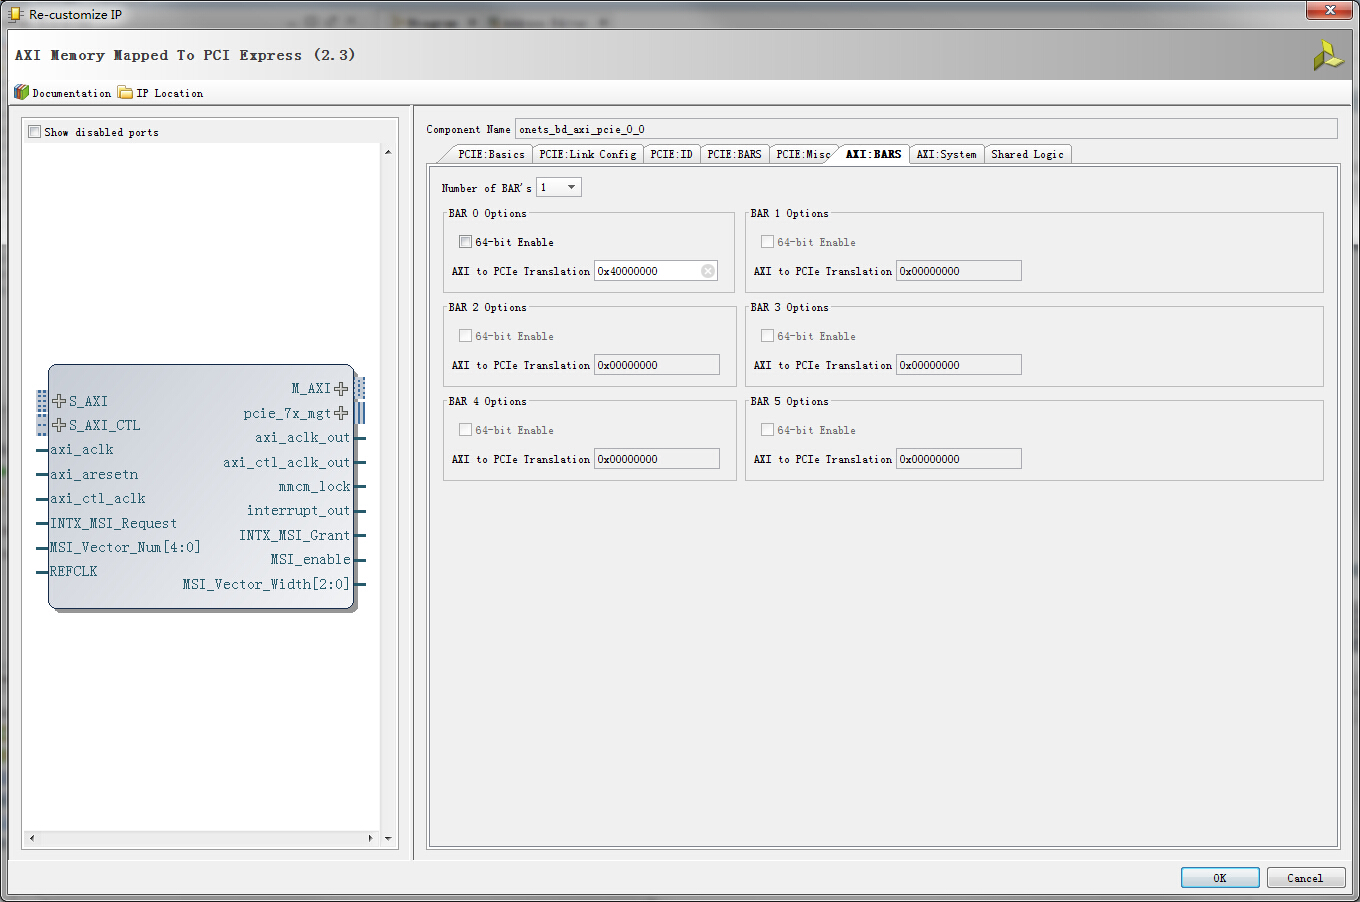 Re-customize IP
AXI Memory Mapped To PCI Express (2.3)
Documentation IP Location
Show disabled ports
S_AXI
S_AXI_CTL
axi_aclk
axi_aresetn
axi_ctl_aclk
INTX_MSI_Request
MSI_Vector_Num[4:0]
REFCLK
M_AXI
pcie_7x_mgt
axi_aclk_out
axi_ctl_aclk_out
mmcm_lock
interrupt_out
INTX_MSI_Grant
MSI_enable
MSI_Vector_Width[2:0]
Component Name onets_bd_axi_pcie_0_0
PCIE:Basics PCIE:Link Config PCIE:ID PCIE:BARS PCIE:Misc AXI:BARS AXI:System Shared Logic
Number of BAR's 1
BAR 0 Options
64-bit Enable
AXI to PCIe Translation 0x40000000
BAR 1 Options
64-bit Enable
AXI to PCIe Translation 0x00000000
BAR 2 Options
64-bit Enable
AXI to PCIe Translation 0x00000000
BAR 3 Options
64-bit Enable
AXI to PCIe Translation 0x00000000
BAR 4 Options
64-bit Enable
AXI to PCIe Translation 0x00000000
BAR 5 Options
64-bit Enable
AXI to PCIe Translation 0x00000000
OK Cancel